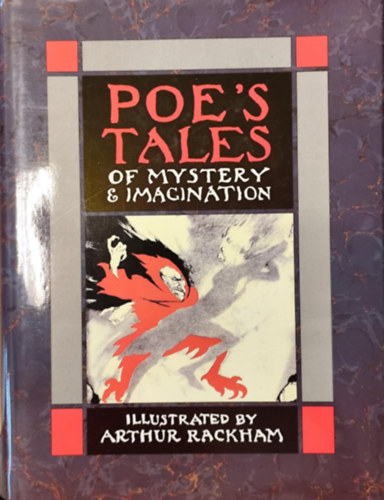 POE'S
TALES
OF MYSTERY
& IMAGINATION
ILLUSTRATED BY
ARTHUR RACKHAM